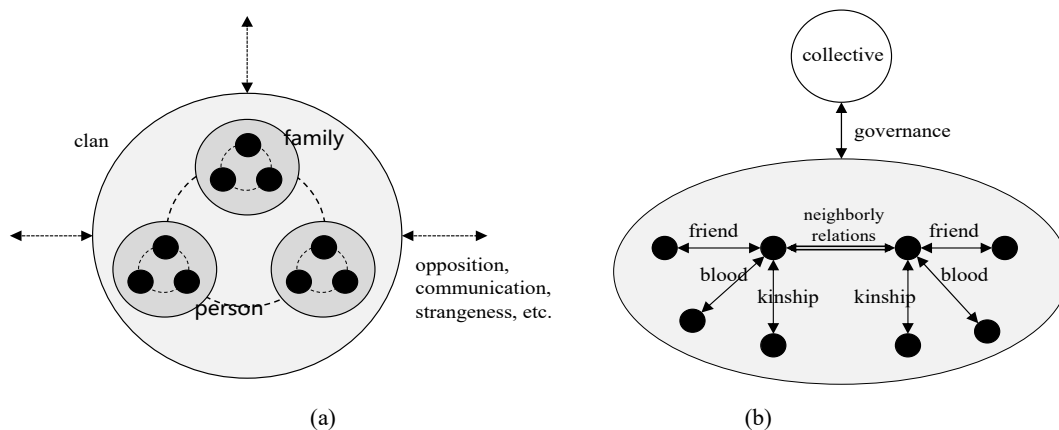 clan
family
person
opposition,
communication,
strangeness, etc.
(a)
collective
governance
neighborly
relations
friend
friend
blood
blood
kinship
kinship
(b)